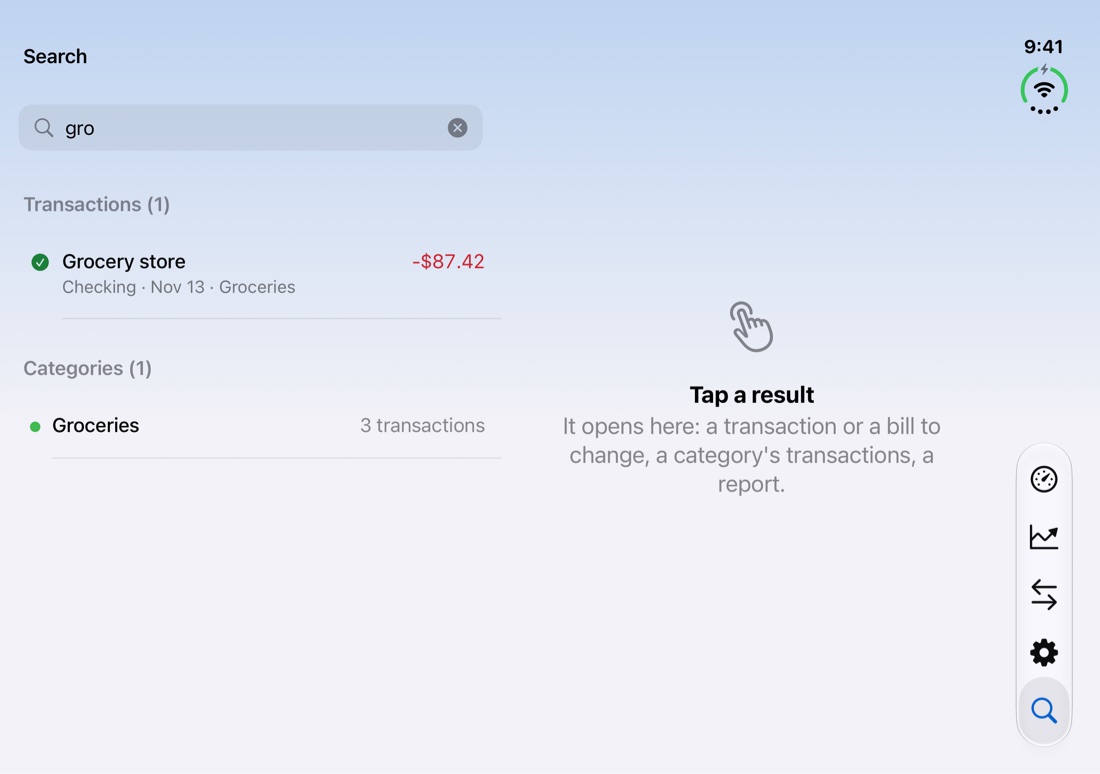 Search
9:41
gro
Transactions (1)
Grocery store
-$87.42
Checking · Nov 13 · Groceries
Categories (1)
Groceries
3 transactions
Tap a result
It opens here: a transaction or a bill to
change, a category's transactions, a
report.